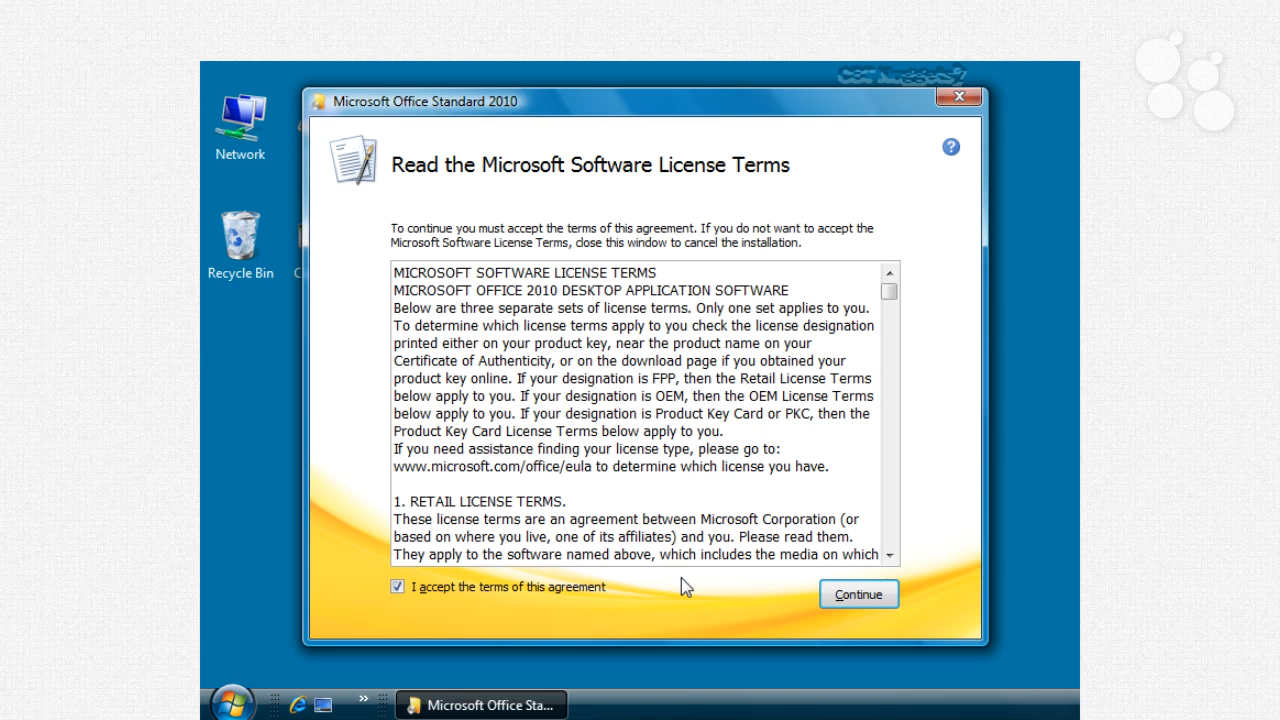 Microsoft Office Standard 2010
Network
Recycle Bin
Read the Microsoft Software License Terms
To continue you must accept the terms of this agreement. If you do not want to accept the
Microsoft Software License Terms, close this window to cancel the installation.
MICROSOFT SOFTWARE LICENSE TERMS
MICROSOFT OFFICE 2010 DESKTOP APPLICATION SOFTWARE
Below are three separate sets of license terms. Only one set applies to you.
To determine which license terms apply to you check the license designation
printed either on your product key, near the product name on your
Certificate of Authenticity, or on the download page if you obtained your
product key online. If your designation is FPP, then the Retail License Terms
below apply to you. If your designation is OEM, then the OEM License Terms
below apply to you. If your designation is Product Key Card or PKC, then the
Product Key Card License Terms below apply to you.
If you need assistance finding your license type, please go to:
www.microsoft.com/office/eula to determine which license you have.
1. RETAIL LICENSE TERMS.
These license terms are an agreement between Microsoft Corporation (or
based on where you live, one of its affiliates) and you. Please read them.
They apply to the software named above, which includes the media on which
I accept the terms of this agreement
Continue
Microsoft Office Sta...